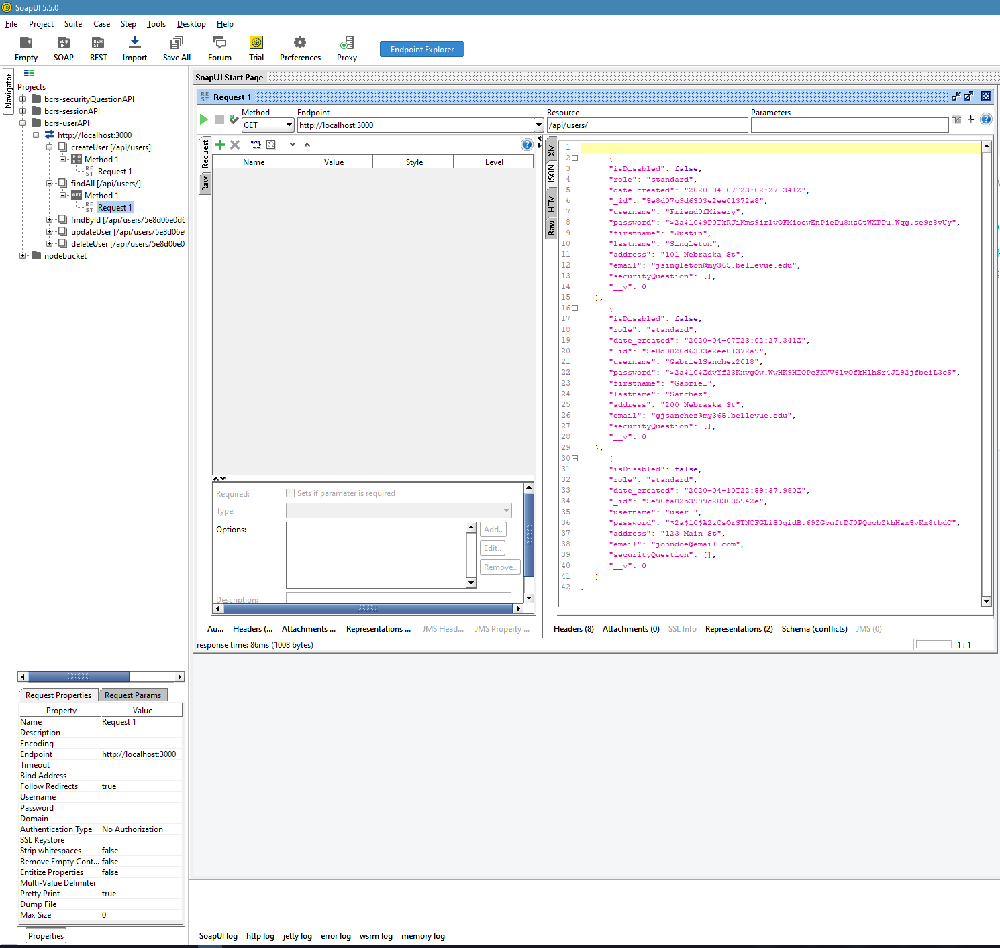 SoapUI 5.5.0
File Project Suite Case Step Tools Desktop Help
Empty SOAP REST Import Save All Forum Trial Preferences Proxy Endpoint Explorer
Navigator
Projects
bcrs-securityQuestionAPI
bcrs-sessionAPI
bcrs-userAPI
http://localhost:3000
createUser [/api/users]
Method 1
Request 1
findAll [/api/users/]
Method 1
Request 1
findById [/api/users/5e8d06e0d6
updateUser [/api/users/5e8d06e
deleteUser [/api/users/5e8d06e0
nodebucket
SoapUI Start Page
Request 1
Method Endpoint Resource Parameters
GET http://localhost:3000 /api/users/
Request
Raw
Name Value Style Level
Required: Sets if parameter is required
Type:
Options:
Add..
Edit..
Remove..
Description:
Au... Headers (... Attachments ... Representations ... JMS Head... JMS Property ...
XML
JSON
HTML
Raw
1 [
2 {
3 "isDisabled": false,
4 "role": "standard",
5 "date_created": "2020-04-07T23:02:27.341Z",
6 "_id": "5e8d07c9d6303e2ee01372a8",
7 "username": "FriendOfMisery",
8 "password":
9 "firstname": "Justin",
10 "lastname": "Singleton",
11 "address": "101 Nebraska St",
12 "email": "jsingleton@my365.bellevue.edu",
13 "securityQuestion": [],
14 "__v": 0
15 },
16 {
17 "isDisabled": false,
18 "role": "standard",
19 "date_created": "2020-04-07T23:02:27.341Z",
20 "_id": "5e8d0820d6303e2ee01372a9",
21 "username": "GabrielSanchez2018",
22 "password":
23 "firstname": "Gabriel",
24 "lastname": "Sanchez",
25 "address": "200 Nebraska St",
26 "email": "gjsanchez@my365.bellevue.edu",
27 "securityQuestion": [],
28 "__v": 0
29 },
30 {
31 "isDisabled": false,
32 "role": "standard",
33 "date_created": "2020-04-10T22:59:37.980Z",
34 "_id": "5e90fa82b3999c203035942e",
35 "username": "user1",
36 "password":
37 "address": "123 Main St",
38 "email": "johndoe@email.com",
39 "securityQuestion": [],
40 "__v": 0
41 }
42 ]
Headers (8) Attachments (0) SSL Info Representations (2) Schema (conflicts) JMS (0)
response time: 86ms (1008 bytes)
1 : 1
Request Properties Request Params
Property Value
Name Request 1
Description
Encoding
Endpoint http://localhost:3000
Timeout
Bind Address
Follow Redirects true
Username
Password
Domain
Authentication Type No Authorization
SSL Keystore
Strip whitespaces false
Remove Empty Cont... false
Entitize Properties false
Multi-Value Delimiter
Pretty Print true
Dump File
Max Size 0
Properties
SoapUI log http log jetty log error log wsrm log memory log